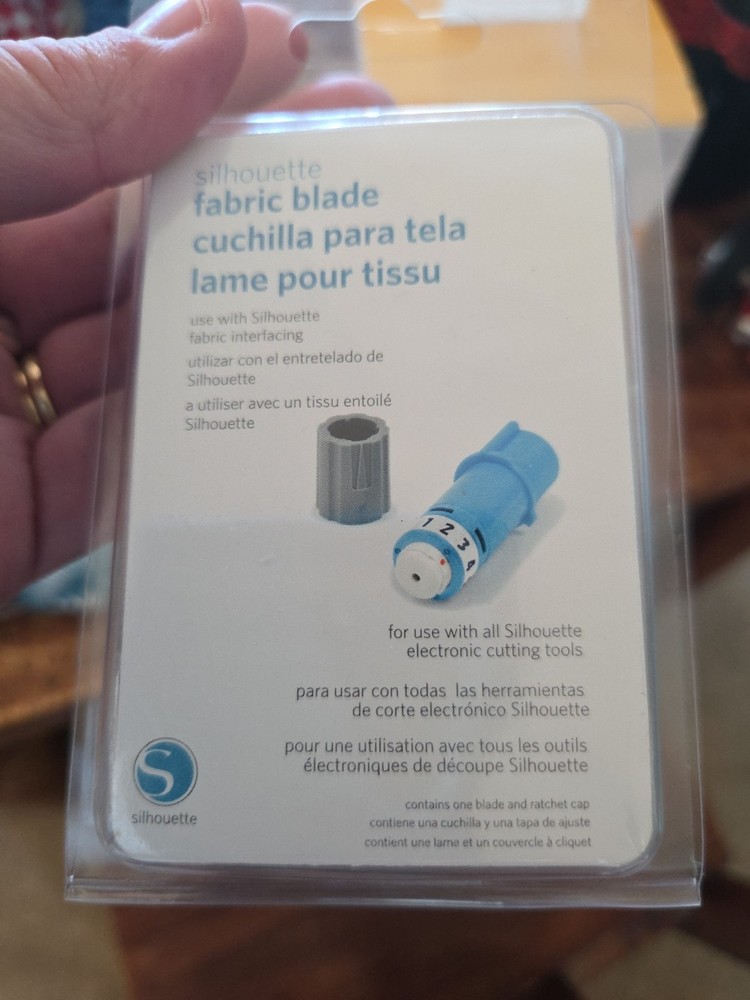 silhouette
fabric blade
cuchilla para tela
lame pour tissu
use with Silhouette
fabric interfacing
utilizar con el entretelado de
Silhouette
a utiliser avec un tissu entoilé
Silhouette
1 2 3 4
for use with all Silhouette
electronic cutting tools
para usar con todas las herramientas
de corte electrónico Silhouette
pour une utilisation avec tous les outils
électroniques de découpe Silhouette
S
silhouette
contains one blade and ratchet cap
contiene una cuchilla y una tapa de ajuste
contient une lame et un couvercle à cliquet